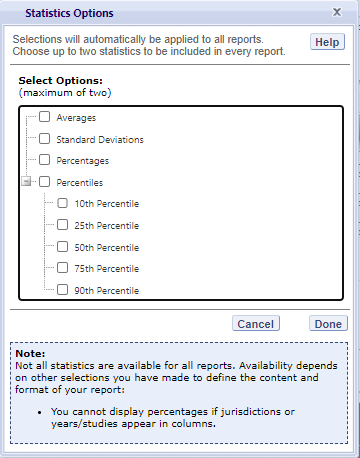 Statistics Options X
Selections will automatically be applied to all reports.
Choose up to two statistics to be included in every report.
Help
Select Options:
(maximum of two)
Averages
Standard Deviations
Percentages
Percentiles
10th Percentile
25th Percentile
50th Percentile
75th Percentile
90th Percentile
Cancel Done
Note:
Not all statistics are available for all reports. Availability depends
on other selections you have made to define the content and
format of your report:
• You cannot display percentages if jurisdictions or
years/studies appear in columns.